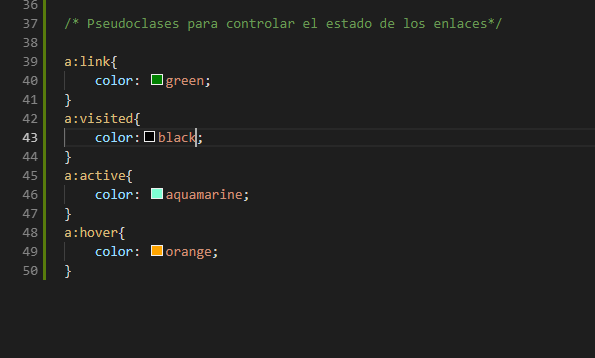 36
37 /* Pseudoclases para controlar el estado de los enlaces*/
38
39 a:link{
40     color: green;
41 }
42 a:visited{
43     color:black;
44 }
45 a:active{
46     color: aquamarine;
47 }
48 a:hover{
49     color: orange;
50 }